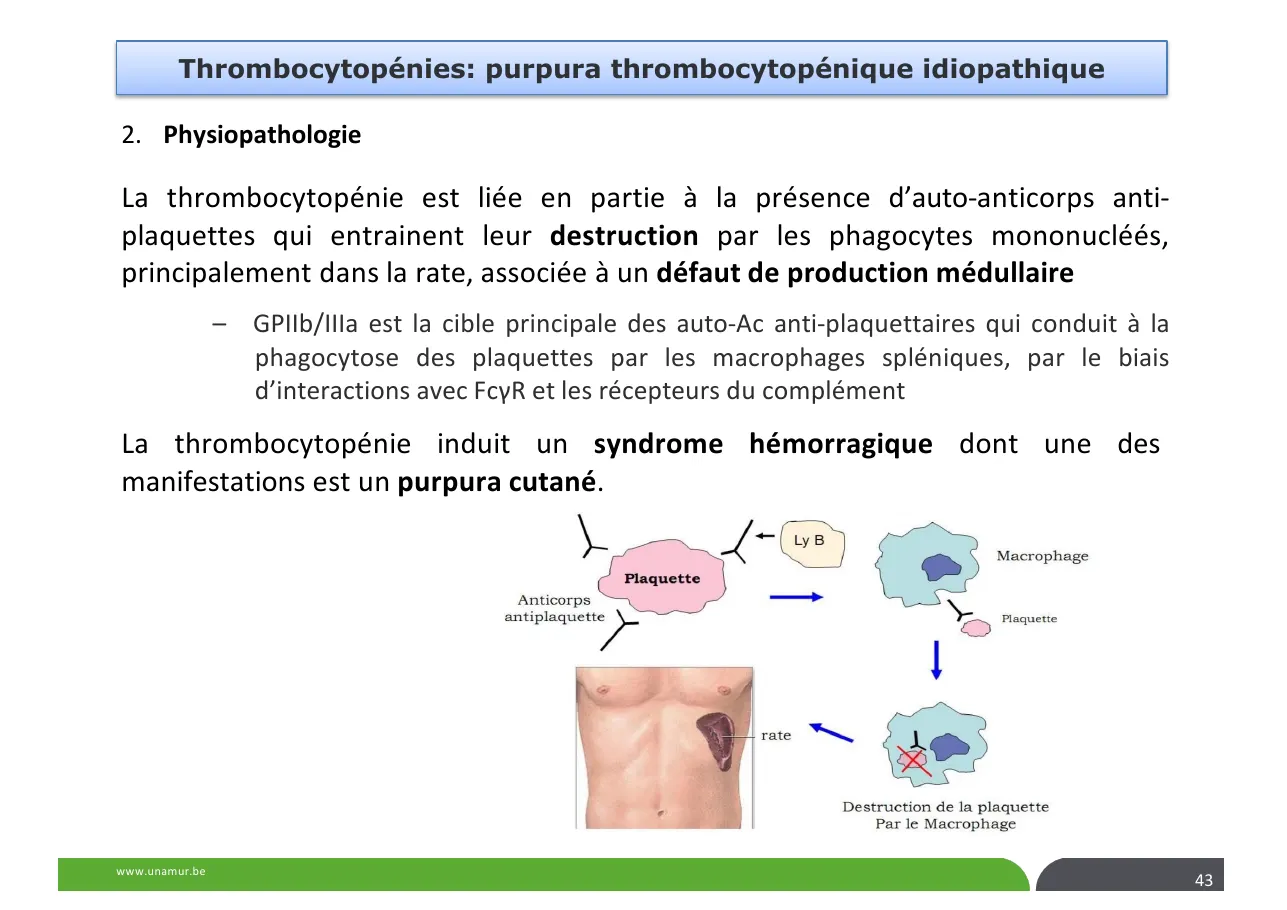 Thrombocytopénies: purpura thrombocytopénique idiopathique
2. Physiopathologie
La thrombocytopénie est liée en partie à la présence d’auto-anticorps anti-
plaquettes qui entrainent leur destruction par les phagocytes mononucléés,
principalement dans la rate, associée à un défaut de production médullaire
– GPIIb/IIIa est la cible principale des auto-Ac anti-plaquettaires qui conduit à la
phagocytose des plaquettes par les macrophages spléniques, par le biais
d’interactions avec FcγR et les récepteurs du complément
La thrombocytopénie induit un syndrome hémorragique dont une des
manifestations est un purpura cutané.
Ly B
Macrophage
Plaquette
Anticorps
antiplaquette
Plaquette
rate
Destruction de la plaquette
Par le Macrophage
www.unamur.be
43